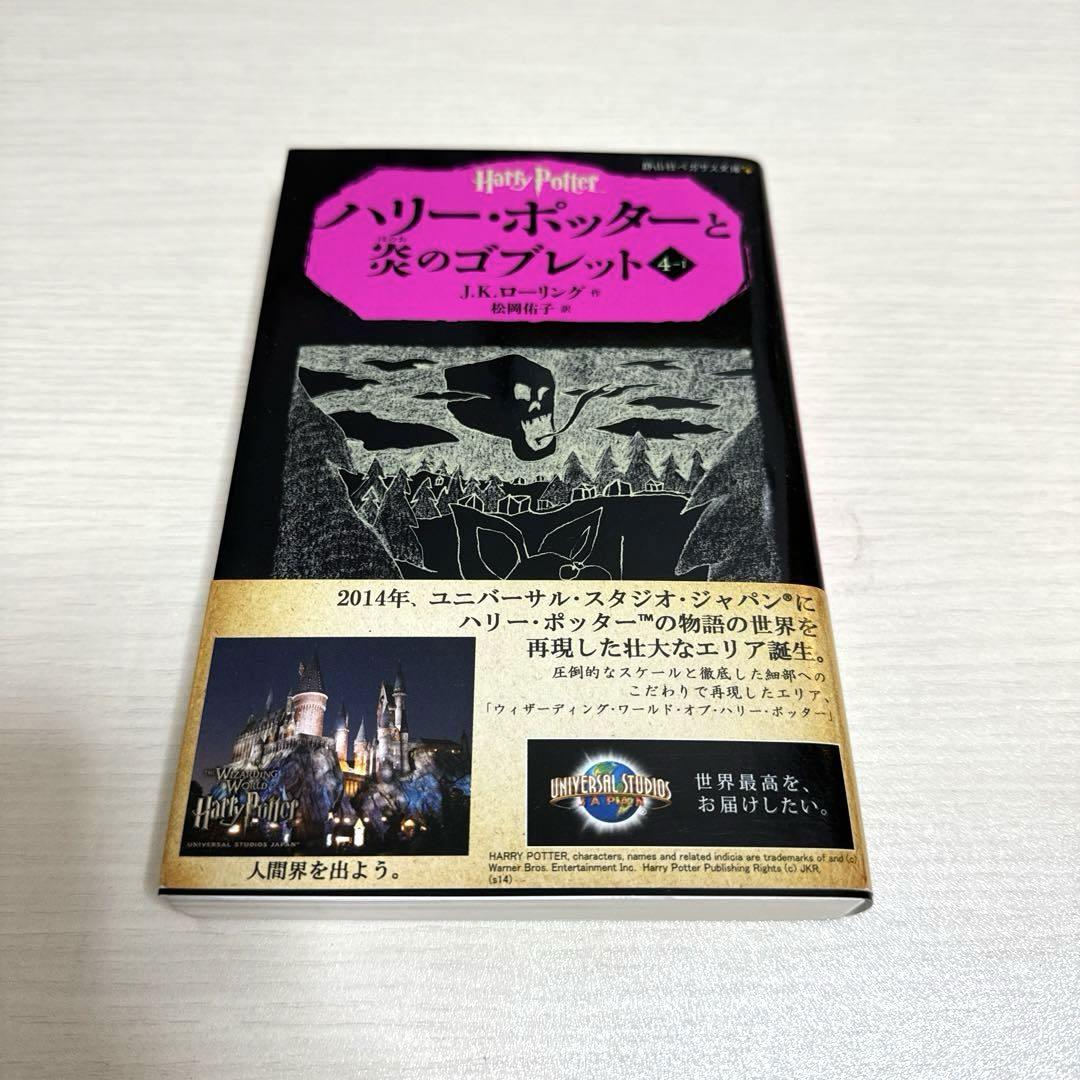 静山社ペガサス文庫
Harry Potter
ハリー・ポッターと
ほのお
炎のゴブレット 4-1
J.K.ローリング 作
松岡佑子 訳
2014年、ユニバーサル・スタジオ・ジャパン®に
ハリー・ポッター™の物語の世界を
再現した壮大なエリア誕生。
圧倒的なスケールと徹底した細部への
こだわりで再現したエリア、
「ウィザーディング・ワールド・オブ・ハリー・ポッター」
THE WIZARDING
WORLD OF
Harry Potter
UNIVERSAL STUDIOS JAPAN
人間界を出よう。
UNIVERSAL STUDIOS
JAPAN
世界最高を、
お届けしたい。
HARRY POTTER, characters, names and related indicia are trademarks of and (c)
Warner Bros. Entertainment Inc. Harry Potter Publishing Rights (c) JKR.
(s14)